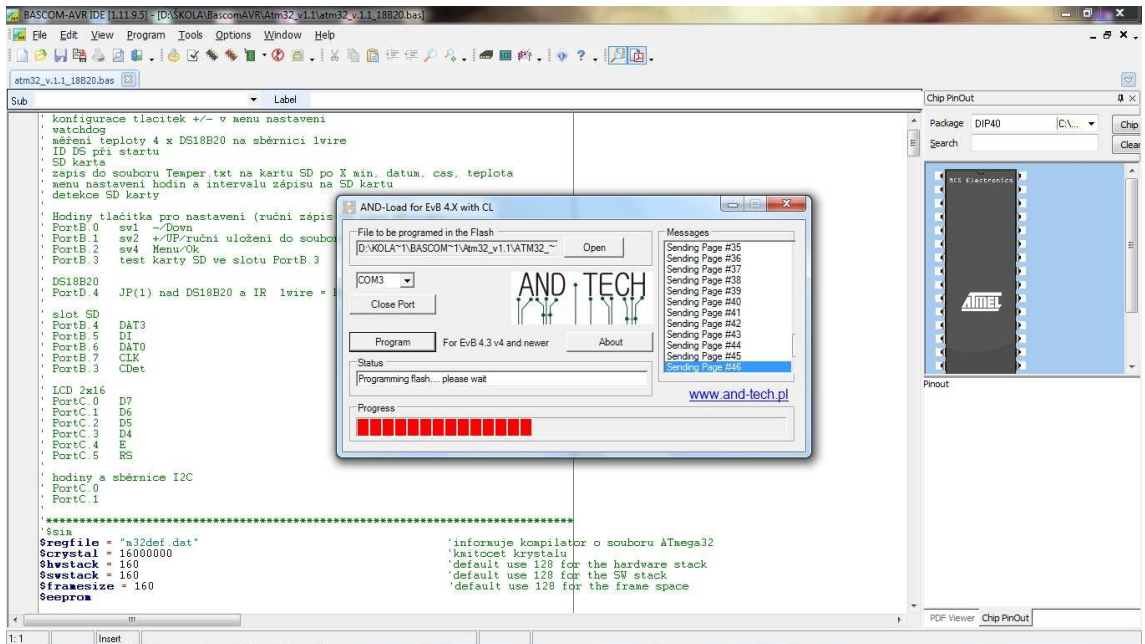 BASCOM-AVR IDE [1.11.9.5] - [D:\SKOLA\BascomAVR\Atm32_v1.1\atm32_v.1.1_18B20.bas]
File Edit View Program Tools Options Window Help
atm32_v.1.1_18B20.bas
Sub Label
' konfigurace tlacitek +/- v menu nastaveni
' watchdog
' měření teploty 4 x DS18B20 na sběrnici 1wire
' ID DS při startu
' SD karta
' zapis do souboru Temper.txt na kartu SD po X min, datum, cas, teplota
' menu nastavení hodin a intervalu zápisu na SD kartu
' detekce SD karty
' Hodiny tlačítka pro nastavení (ruční zápis
' PortB.0 sw1 -/Down
' PortB.1 sw2 +/UP/ruční uložení do soubo
' PortB.2 sw4 Menu/Ok
' PortB.3 test karty SD ve slotu PortB.3
' DS18B20
' PortD.4 JP(1) nad DS18B20 a IR 1wire =
' slot SD
' PortB.4 DAT3
' PortB.5 DI
' PortB.6 DAT0
' PortB.7 CLK
' PortB.3 CDet
' LCD 2x16
' PortC.0 D7
' PortC.1 D6
' PortC.2 D5
' PortC.3 D4
' PortC.4 E
' PortC.5 RS
' hodiny a sběrnice I2C
' PortC.0
' PortC.1
'$sim
$regfile = "m32def.dat" 'informuje kompilator o souboru ATmega32
$crystal = 16000000 'kmitocet krystalu
$hwstack = 160 'default use 128 for the hardware stack
$swstack = 160 'default use 128 for the SW stack
$framesize = 160 'default use 128 for the frame space
$eeprom
AND-Load for EvB 4.X with CL
File to be programed in the Flash
D:\KOLA~1\BASCOM~1\Atm32_v1.1\ATM32_~ Open
COM3
Close Port
AND TECH
Program For EvB 4.3 v4 and newer About
Status
Programming flash.... please wait
Progress
Messages
Sending Page #35
Sending Page #36
Sending Page #37
Sending Page #38
Sending Page #39
Sending Page #40
Sending Page #41
Sending Page #42
Sending Page #43
Sending Page #44
Sending Page #45
Sending Page #46
www.and-tech.pl
Chip PinOut
Package DIP40 C:\... Chip
Search Clear
MCS Electronics
ATMEL
Pinout
PDF Viewer Chip PinOut
1: 1 Insert